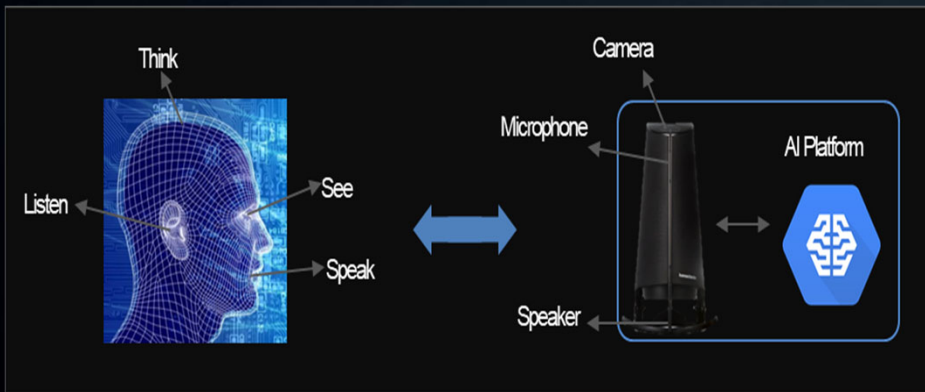 Think
Listen
See
Speak
Camera
Microphone
Speaker
AI Platform